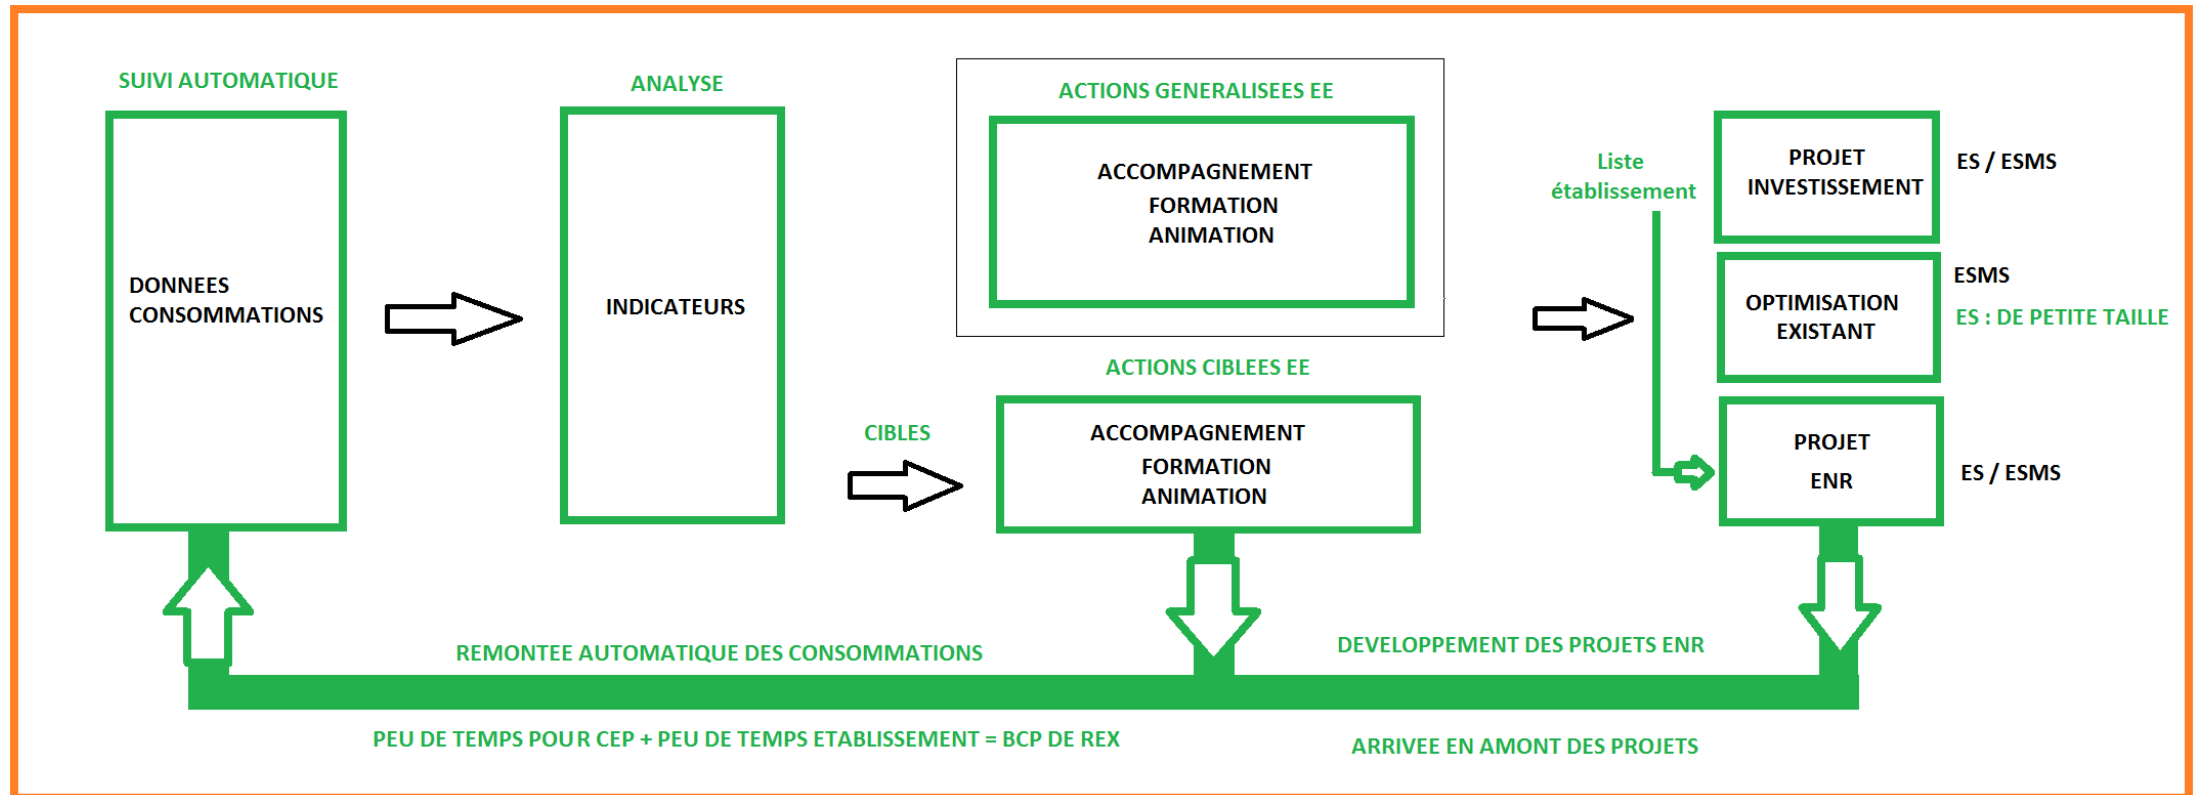 SUIVI AUTOMATIQUE
DONNEES
CONSOMMATIONS
ANALYSE
INDICATEURS
ACTIONS GENERALISEES EE
ACCOMPAGNEMENT
FORMATION
ANIMATION
CIBLES
ACTIONS CIBLEES EE
ACCOMPAGNEMENT
FORMATION
ANIMATION
Liste
établissement
PROJET
INVESTISSEMENT
ES / ESMS
OPTIMISATION
EXISTANT
ESMS
ES : DE PETITE TAILLE
PROJET
ENR
ES / ESMS
REMONTEE AUTOMATIQUE DES CONSOMMATIONS
DEVELOPPEMENT DES PROJETS ENR
PEU DE TEMPS POUR CEP + PEU DE TEMPS ETABLISSEMENT = BCP DE REX
ARRIVEE EN AMONT DES PROJETS